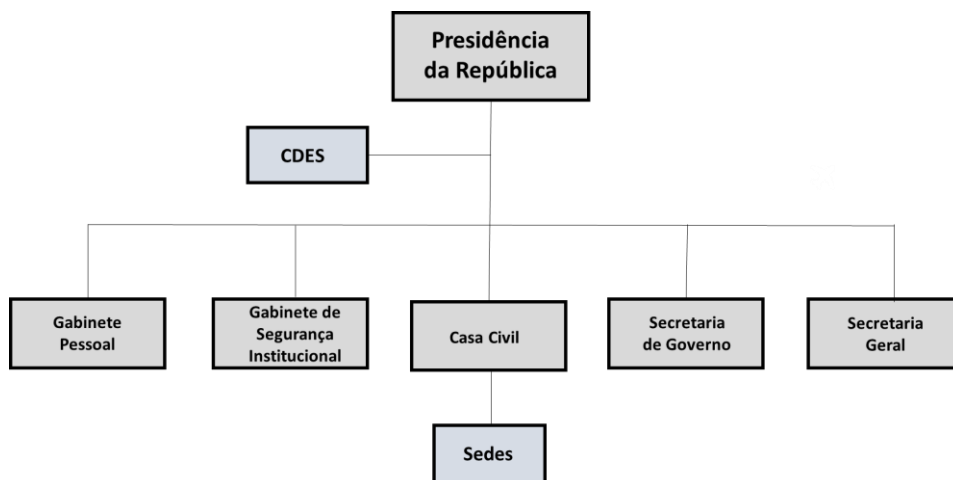 Presidência
da República
CDES
Gabinete
Pessoal
Gabinete de
Segurança
Institucional
Casa Civil
Secretaria
de Governo
Secretaria
Geral
Sedes